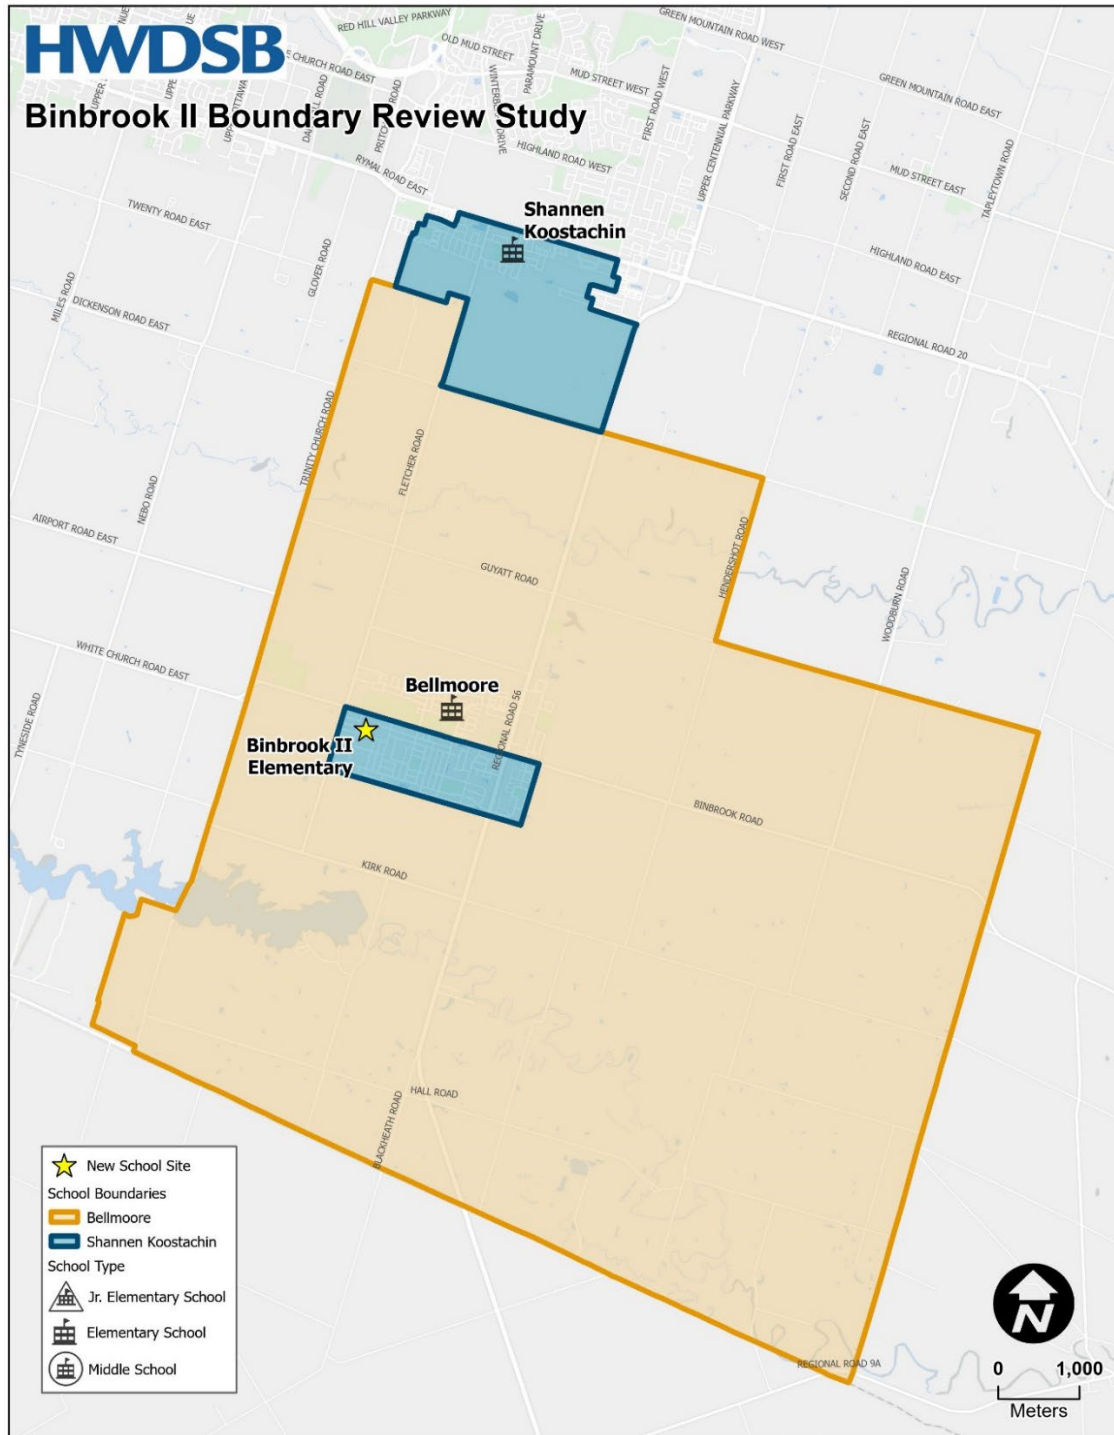 HWDSB
Binbrook II Boundary Review Study
RED HILL VALLEY PARKWAY
OLD MUD STREET
PARAMOUNT DRIVE
GREEN MOUNTAIN ROAD WEST
MUD STREET WEST
GREEN MOUNTAIN ROAD EAST
CHURCH ROAD EAST
FIRST ROAD WEST
UPPER CENTENNIAL PARKWAY
HIGHLAND ROAD WEST
FIRST ROAD EAST
SECOND ROAD EAST
MUD STREET EAST
TAPLEYTOWN ROAD
RYMAL ROAD EAST
TWENTY ROAD EAST
Shannen
Koostachin
HIGHLAND ROAD EAST
GLOVER ROAD
MILES ROAD
DICKENSON ROAD EAST
REGIONAL ROAD 20
TRINITY CHURCH ROAD
FLETCHER ROAD
NEBO ROAD
AIRPORT ROAD EAST
GUYATT ROAD
HENDERSHOT ROAD
WOODBURN ROAD
WHITE CHURCH ROAD EAST
Bellmoore
TYNESIDE ROAD
REGIONAL ROAD 56
Binbrook II
Elementary
BINBROOK ROAD
KIRK ROAD
HALL ROAD
BLACKHEATH ROAD
REGIONAL ROAD 9A
New School Site
School Boundaries
Bellmoore
Shannen Koostachin
School Type
Jr. Elementary School
Elementary School
Middle School
N
0 1,000
Meters